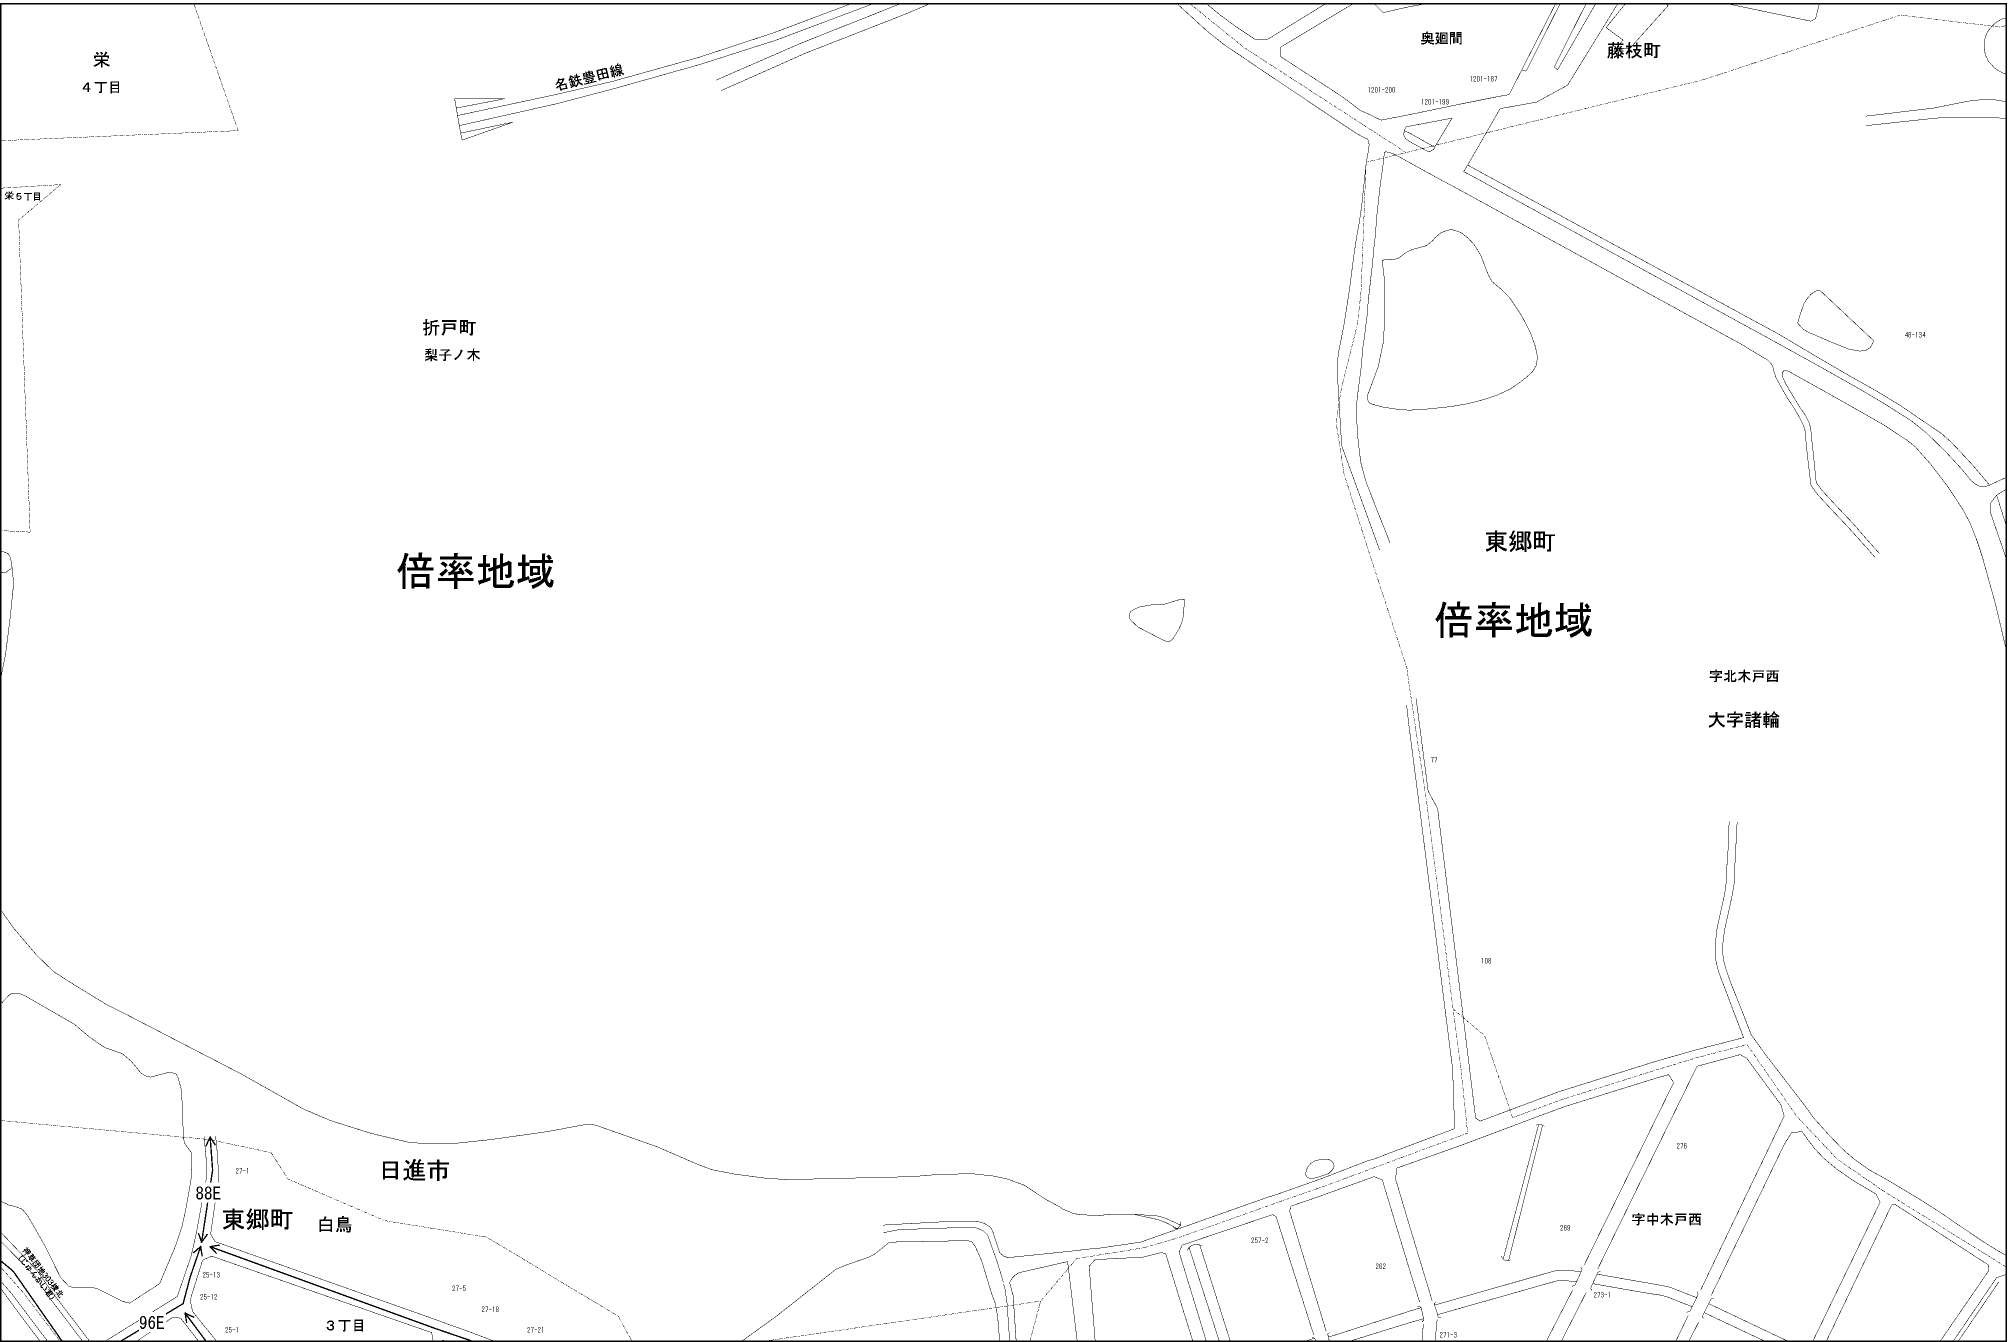 栄
４丁目
名鉄豊田線
奥廻間
藤枝町
1201-187
1201-200
1201-199
栄５丁目
折戸町
梨子ノ木
48-134
倍率地域
東郷町
倍率地域
字北木戸西
大字諸輪
77
108
27-1
日進市
88E
東郷町
白鳥
276
字中木戸西
269
257-2
262
25-13
25-12
27-5
27-18
273-1
96E
25-1
３丁目
27-21
271-3